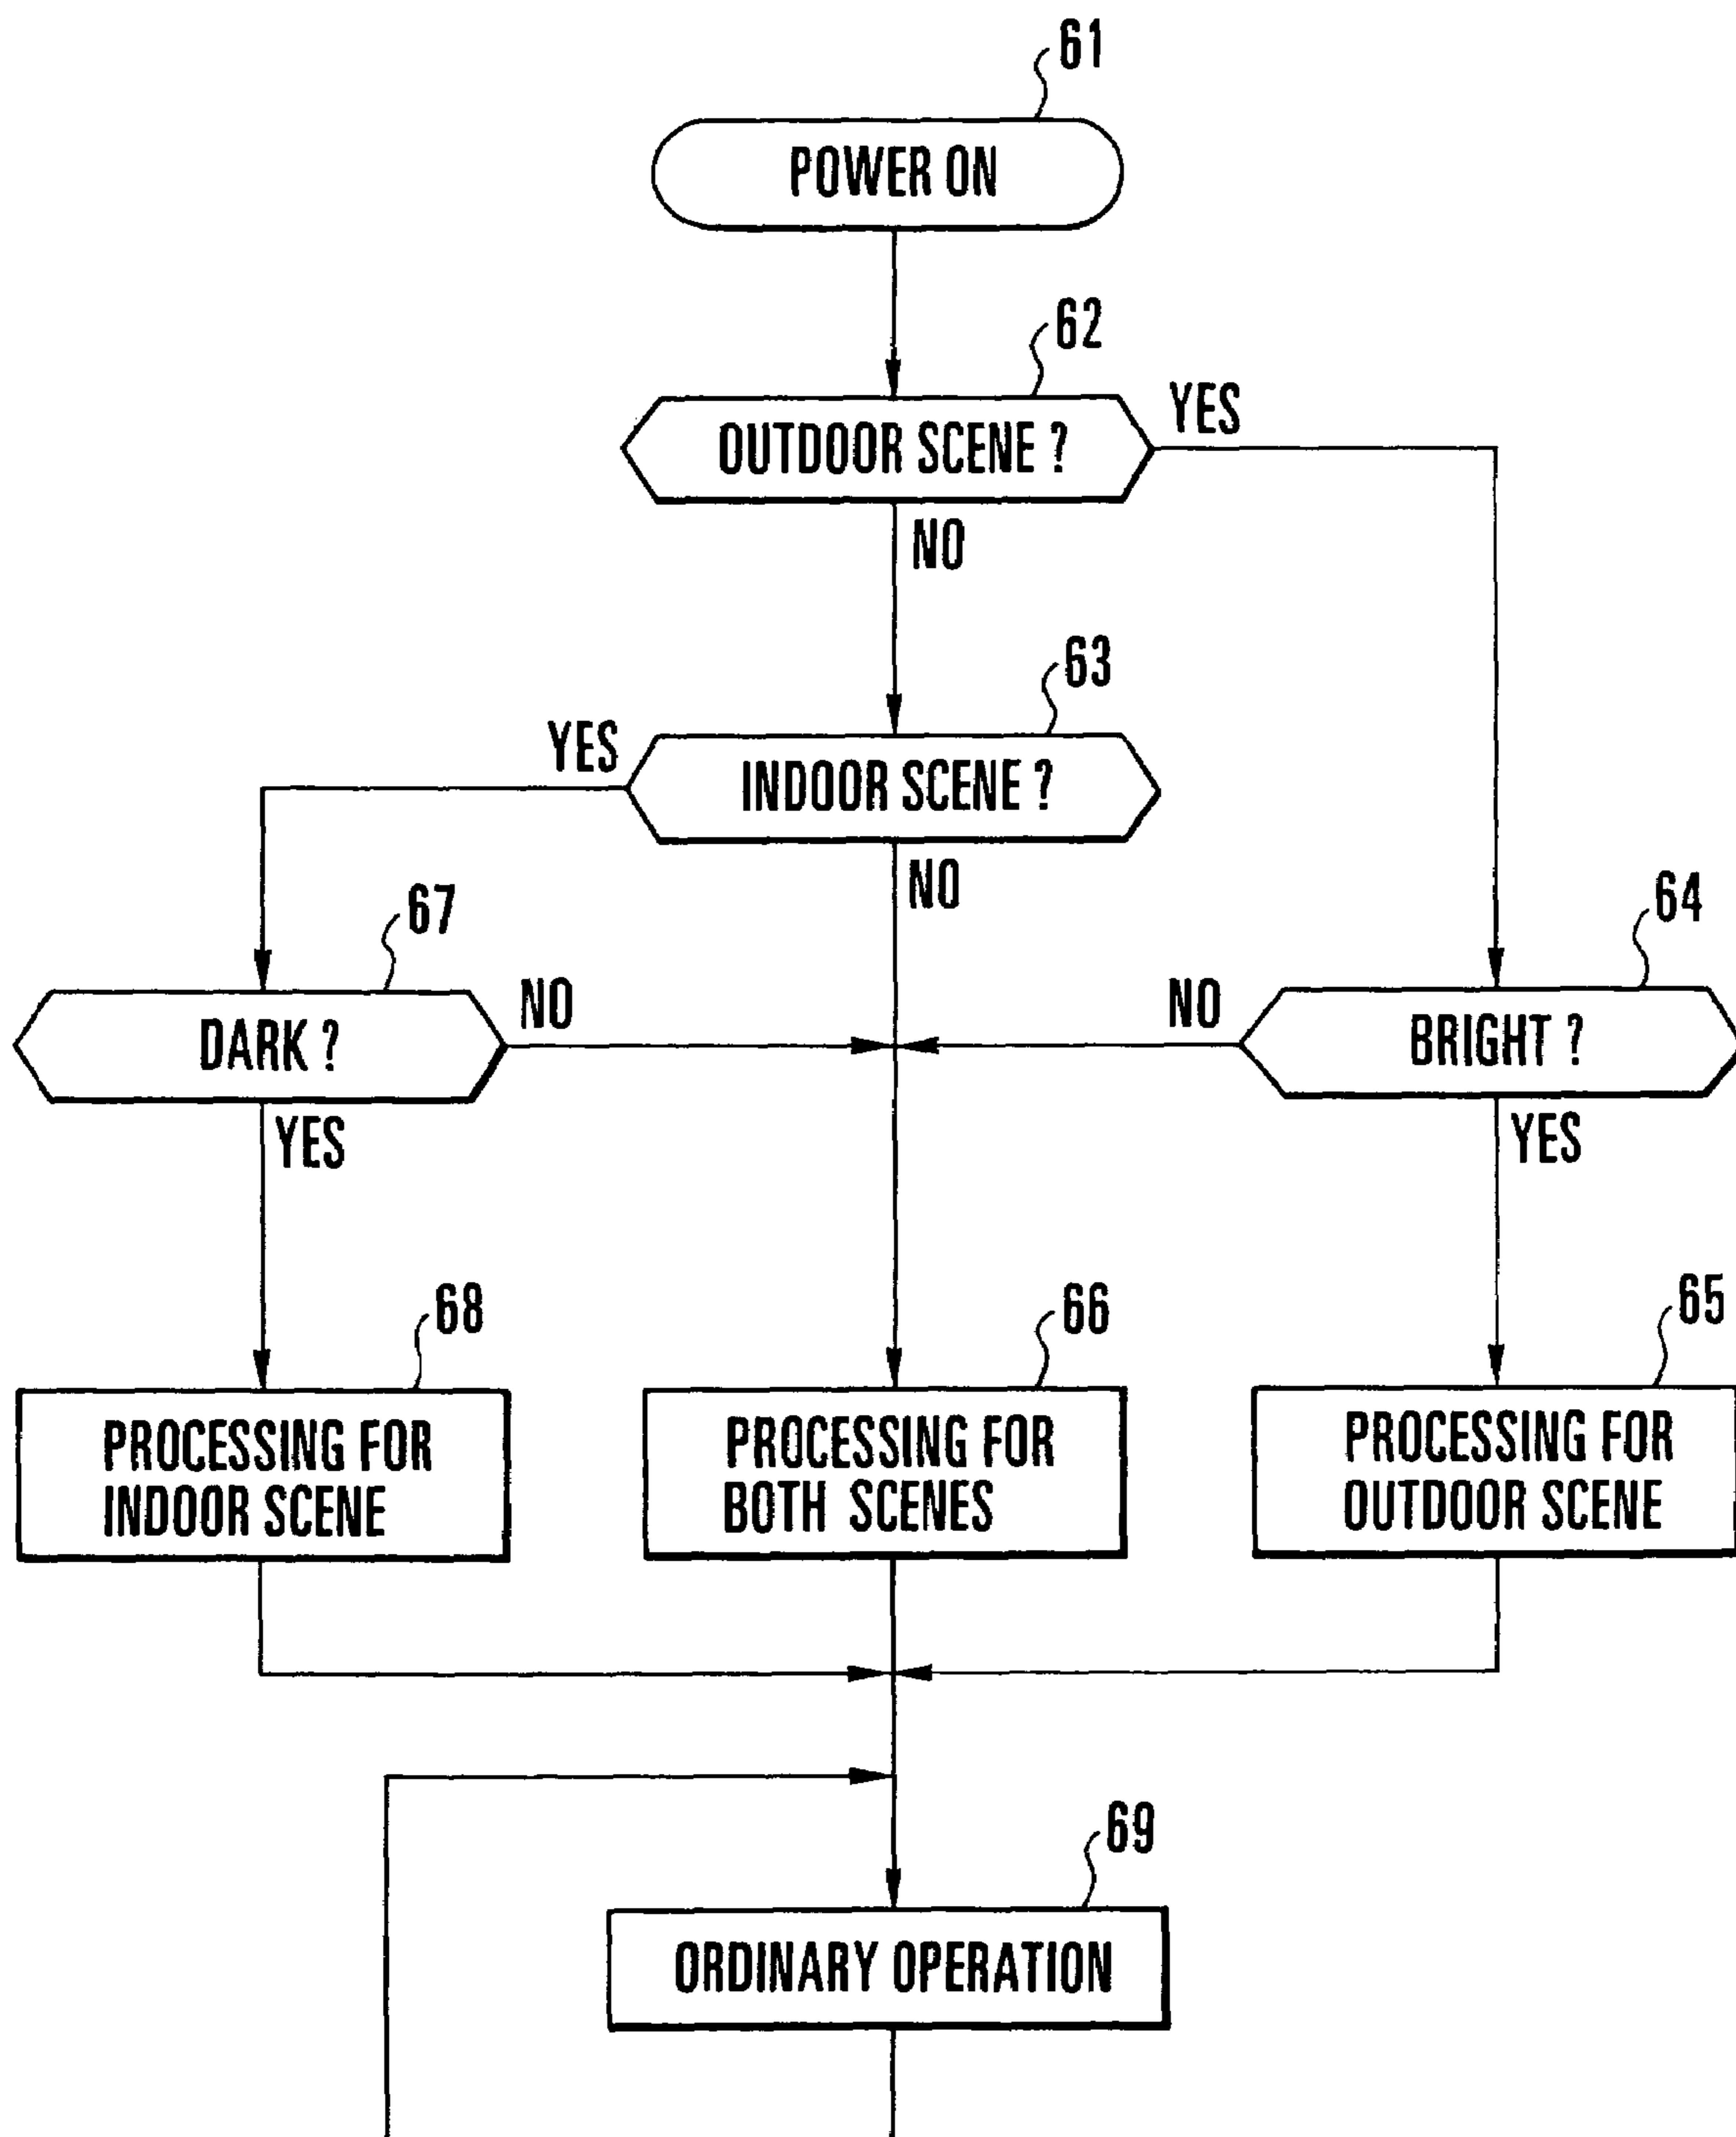 61
POWER ON
62
OUTDOOR SCENE ?
YES
NO
63
YES
INDOOR SCENE ?
NO
67
64
DARK ?
NO
NO
BRIGHT ?
YES
YES
68
66
65
PROCESSING FOR
INDOOR SCENE
PROCESSING FOR
BOTH SCENES
PROCESSING FOR
OUTDOOR SCENE
69
ORDINARY OPERATION